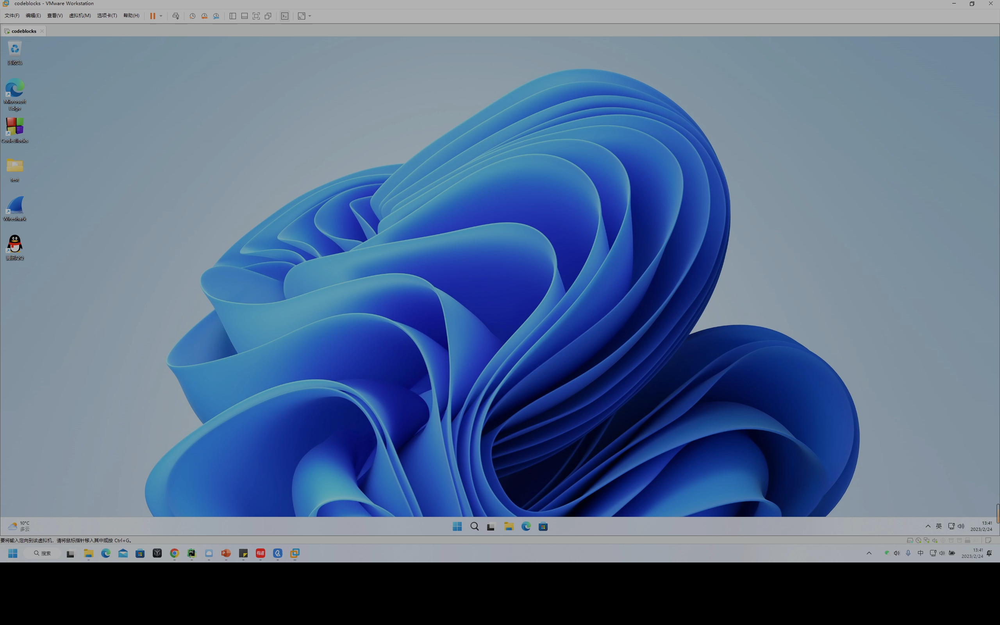 codeblocks - VMware Workstation
文件(F) 编辑(E) 查看(V) 虚拟机(M) 选项卡(T) 帮助(H)
codeblocks
回收站
Microsoft
Edge
CodeBlocks
test
Wireshark
腾讯QQ
10°C
多云
英
13:41
2023/2/24
要将输入定向到该虚拟机，请将鼠标指针移入其中或按 Ctrl+G。
搜索
PC
P
有道
中
13:41
2023/2/24